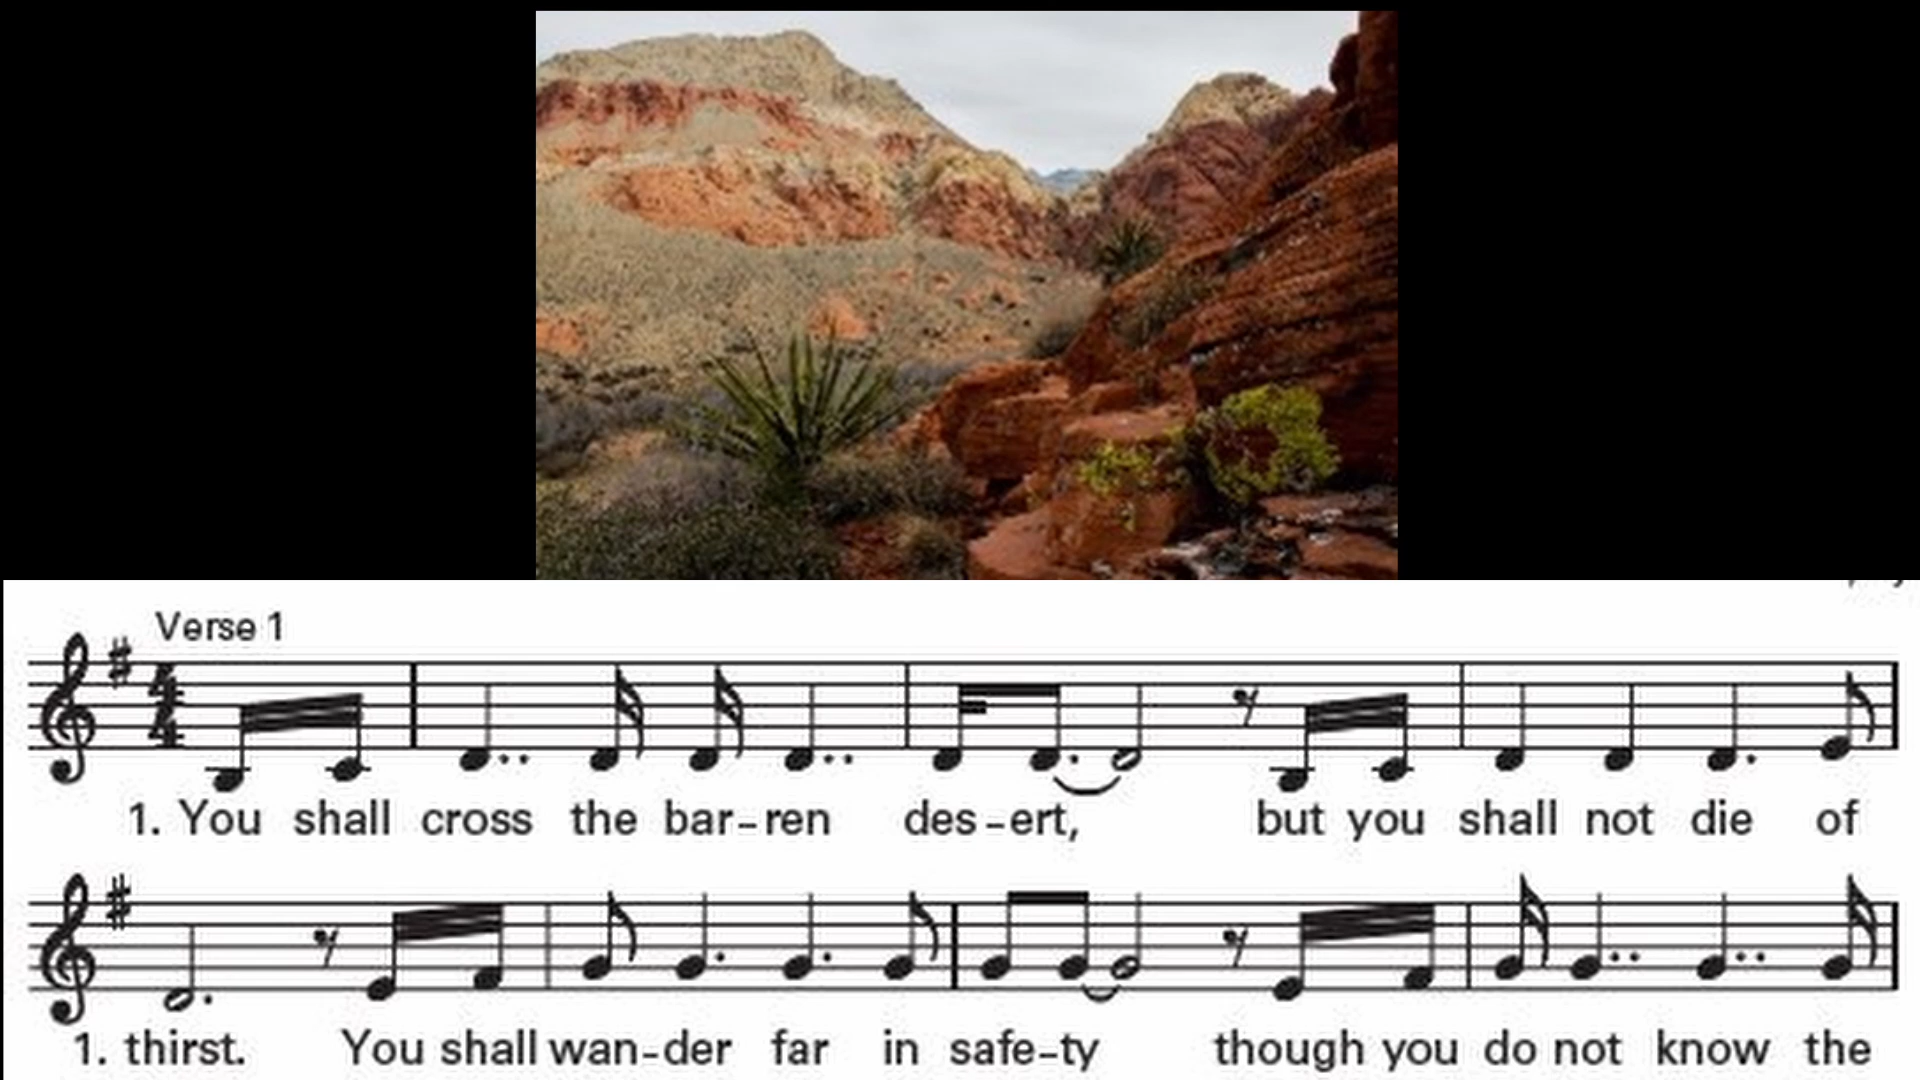 Verse 1
1. You shall cross the bar-ren des-ert, but you shall not die of
1. thirst. You shall wan-der far in safe-ty though you do not know the